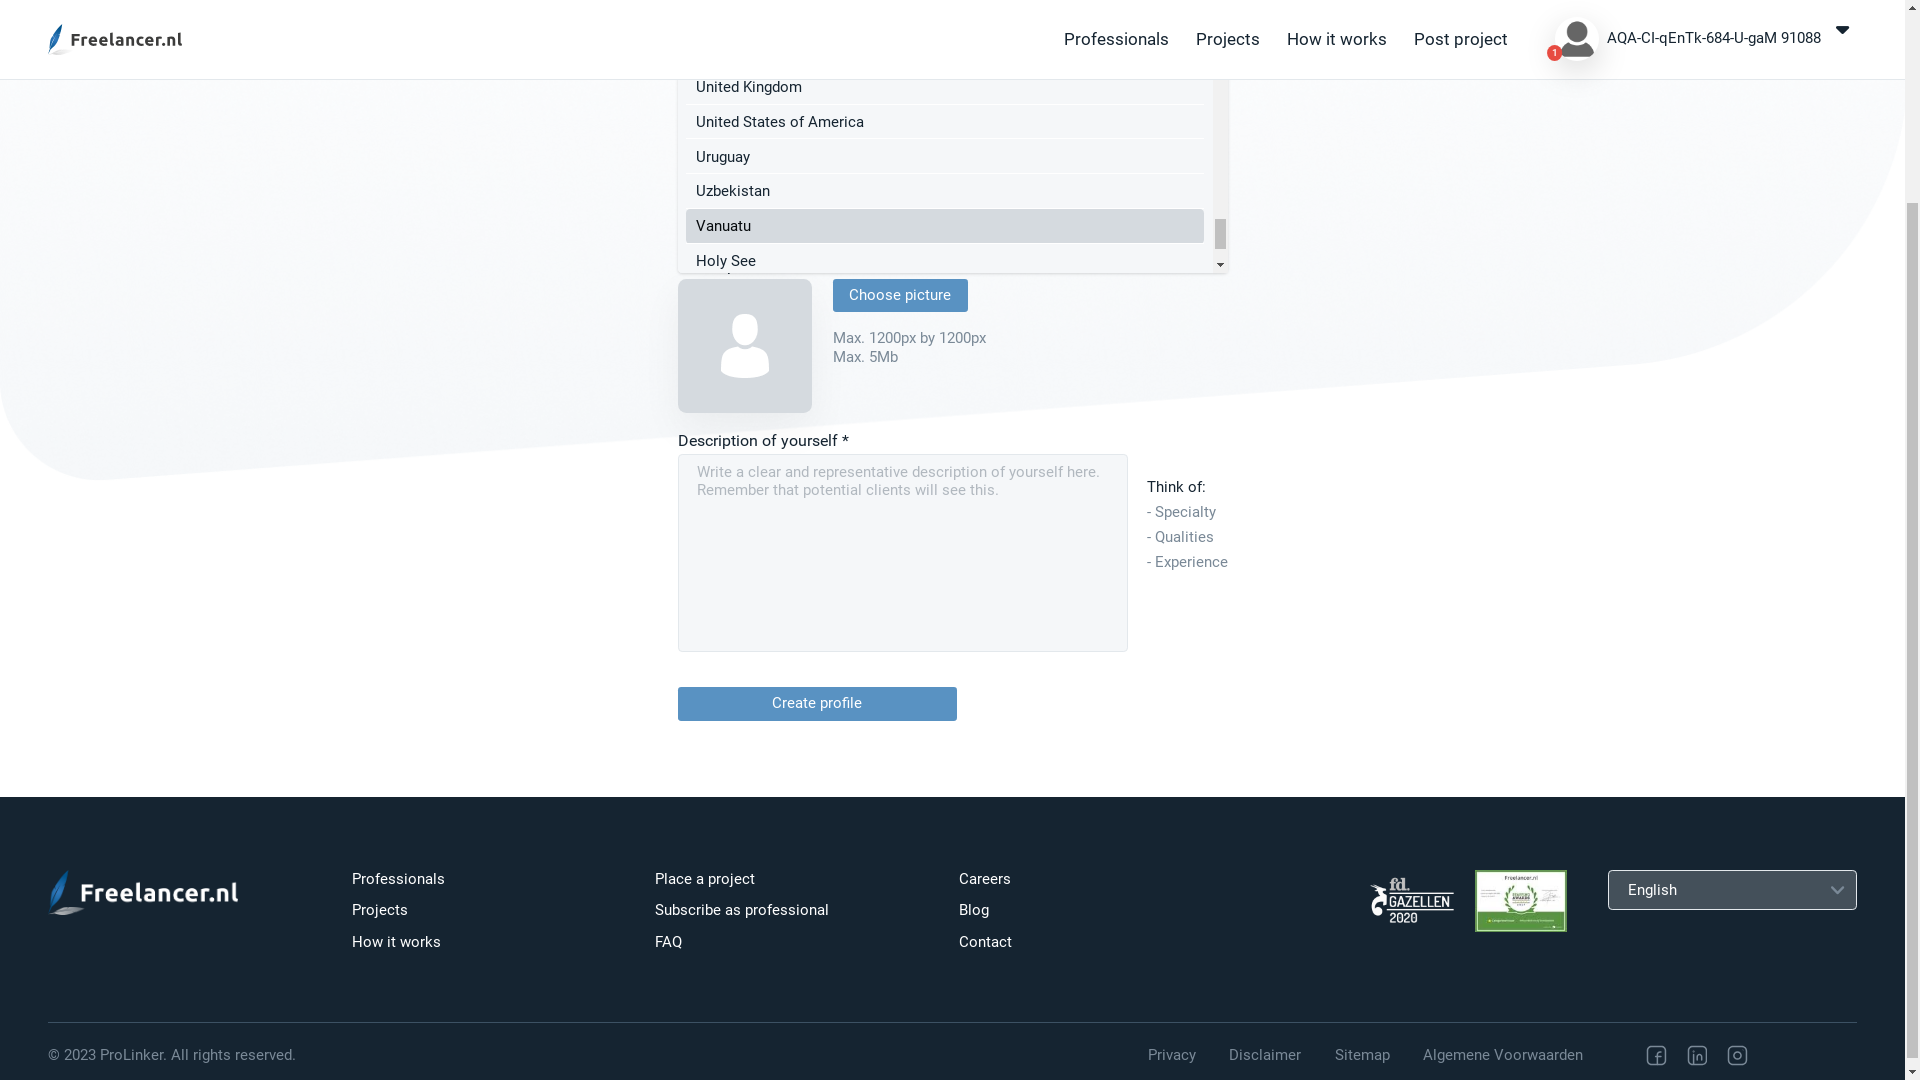 Freelancer.nl
Professionals
Projects
How it works
Post project
1
AQA-CI-qEnTk-684-U-gaM 91088
United Kingdom
United States of America
Uruguay
Uzbekistan
Vanuatu
Holy See
Choose picture
Max. 1200px by 1200px
Max. 5Mb
Description of yourself *
Write a clear and representative description of yourself here.
Remember that potential clients will see this.
Think of:
- Specialty
- Qualities
- Experience
Create profile
Freelancer.nl
Professionals
Projects
How it works
Place a project
Subscribe as professional
FAQ
Careers
Blog
Contact
fd.
GAZELLEN
2020
Freelancer.nl
English
© 2023 ProLinker. All rights reserved.
Privacy
Disclaimer
Sitemap
Algemene Voorwaarden